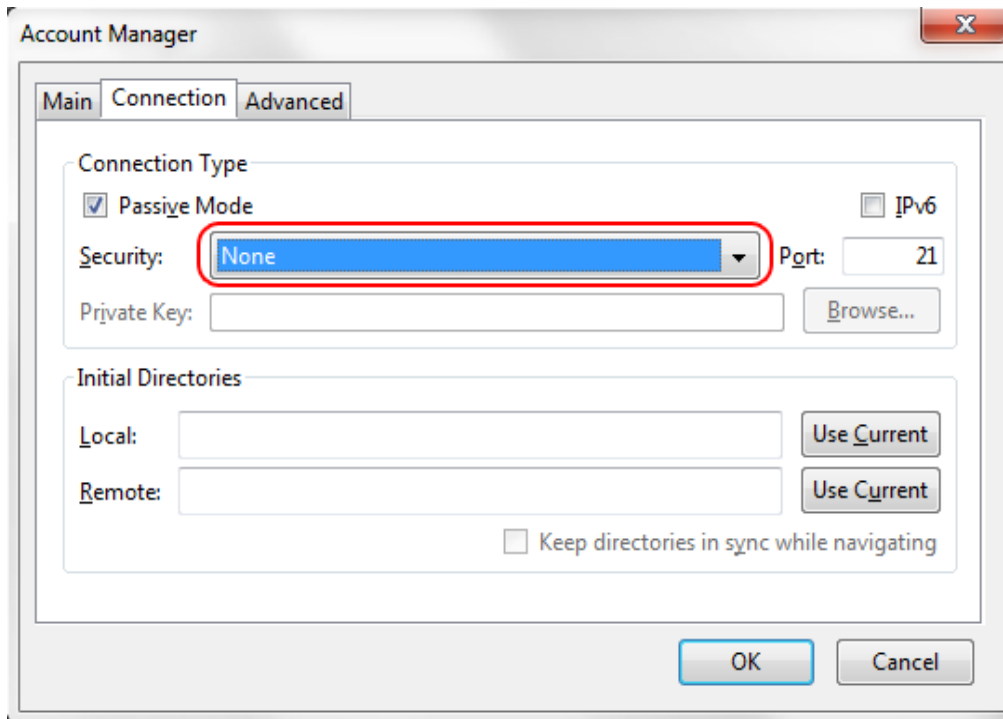 Account Manager
Main Connection Advanced
Connection Type
Passive Mode IPv6
Security: None Port: 21
Private Key: Browse...
Initial Directories
Local: Use Current
Remote: Use Current
Keep directories in sync while navigating
OK Cancel